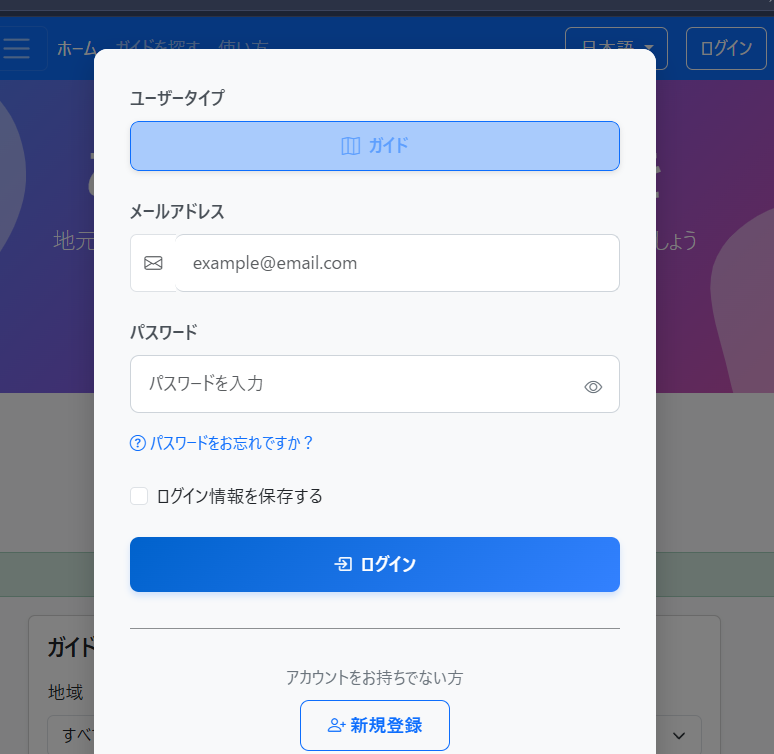 ホーム ガイドを探す 使い方 日本語 ログイン
ユーザータイプ
ガイド
メールアドレス
地元
しょう
example@email.com
パスワード
パスワードを入力
パスワードをお忘れですか？
ログイン情報を保存する
ログイン
ガイド
アカウントをお持ちでない方
地域
新規登録
すべ